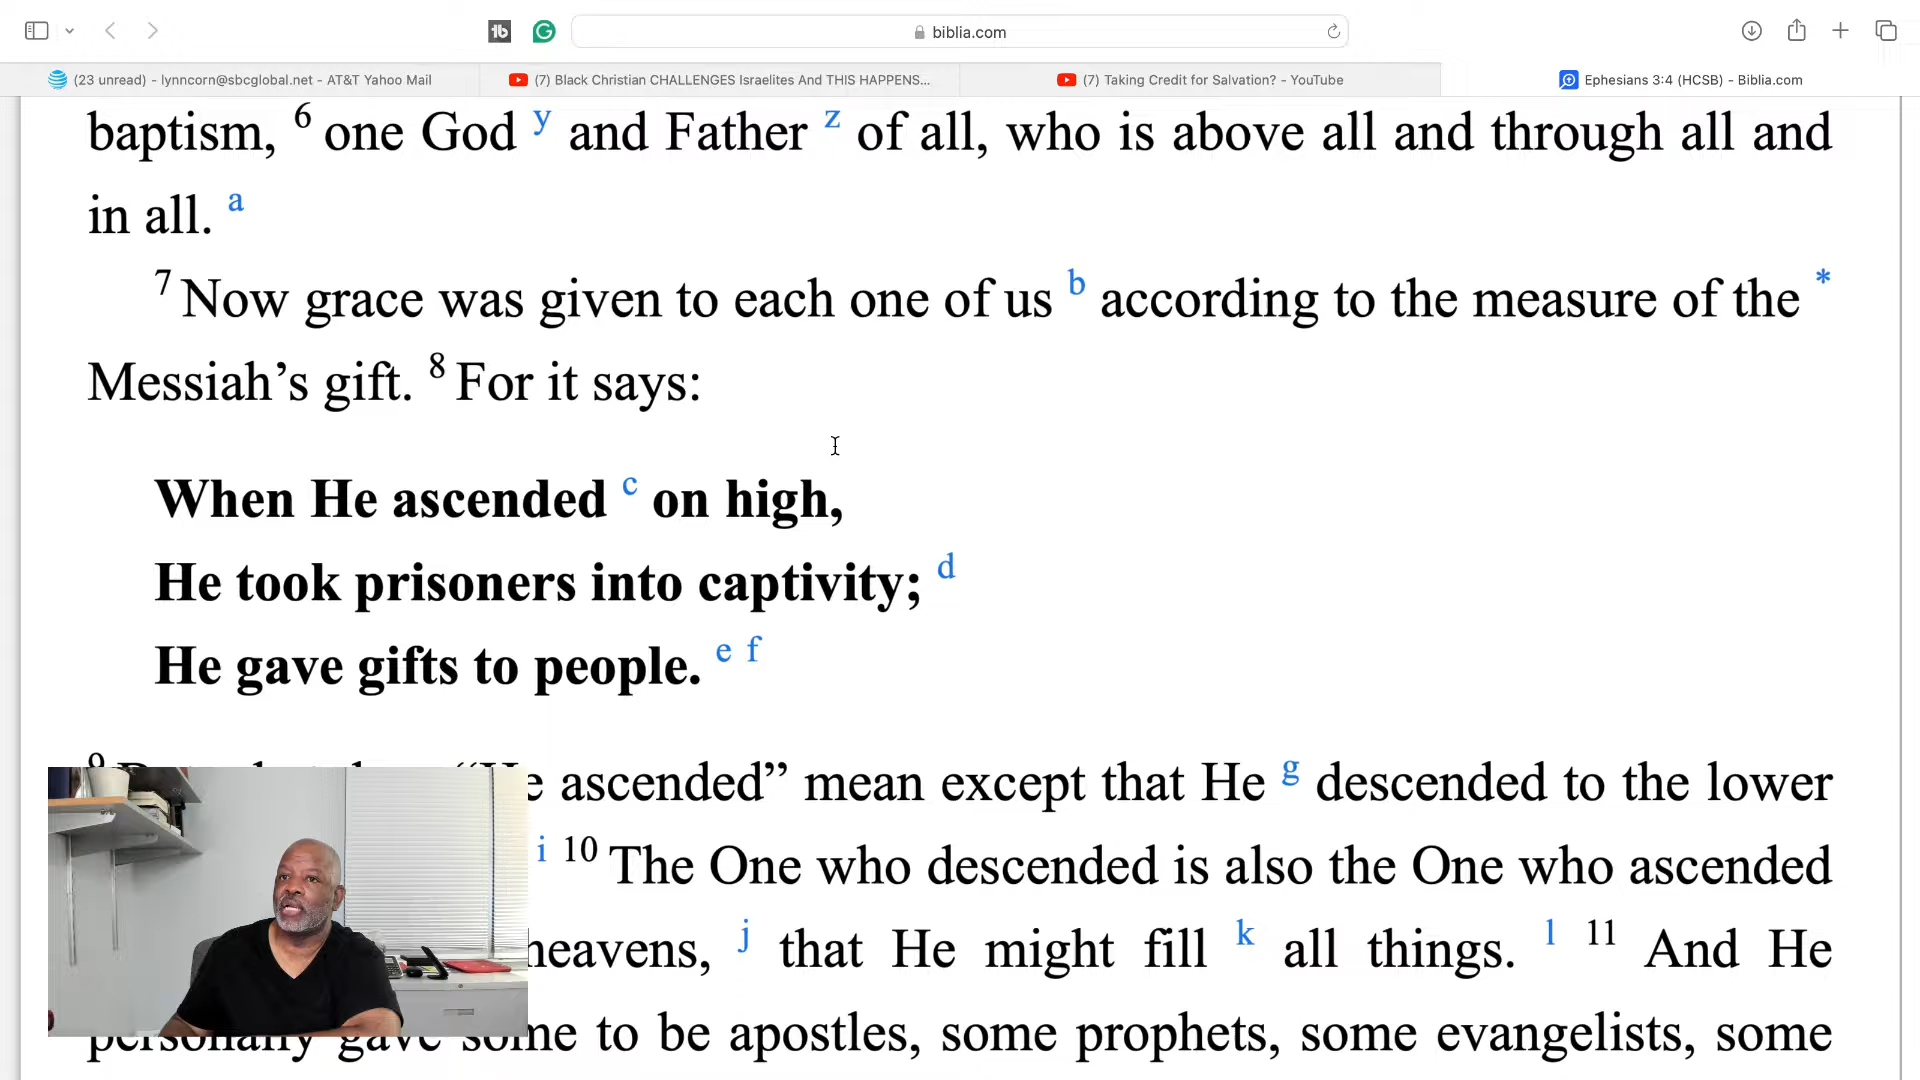 biblia.com
(23 unread) - lynncorn@sbcglobal.net - AT&T Yahoo Mail
(7) Black Christian CHALLENGES Israelites And THIS HAPPENS...
(7) Taking Credit for Salvation? - YouTube
Ephesians 3:4 (HCSB) - Biblia.com
baptism, 6 one God y and Father z of all, who is above all and through all and
in all. a
7 Now grace was given to each one of us b according to the measure of the *
Messiah’s gift. 8 For it says:
When He ascended c on high,
He took prisoners into captivity; d
He gave gifts to people. e f
ascended” mean except that He g descended to the lower
i 10 The One who descended is also the One who ascended
heavens, j that He might fill k all things. l 11 And He
personally gave some to be apostles, some prophets, some evangelists, some